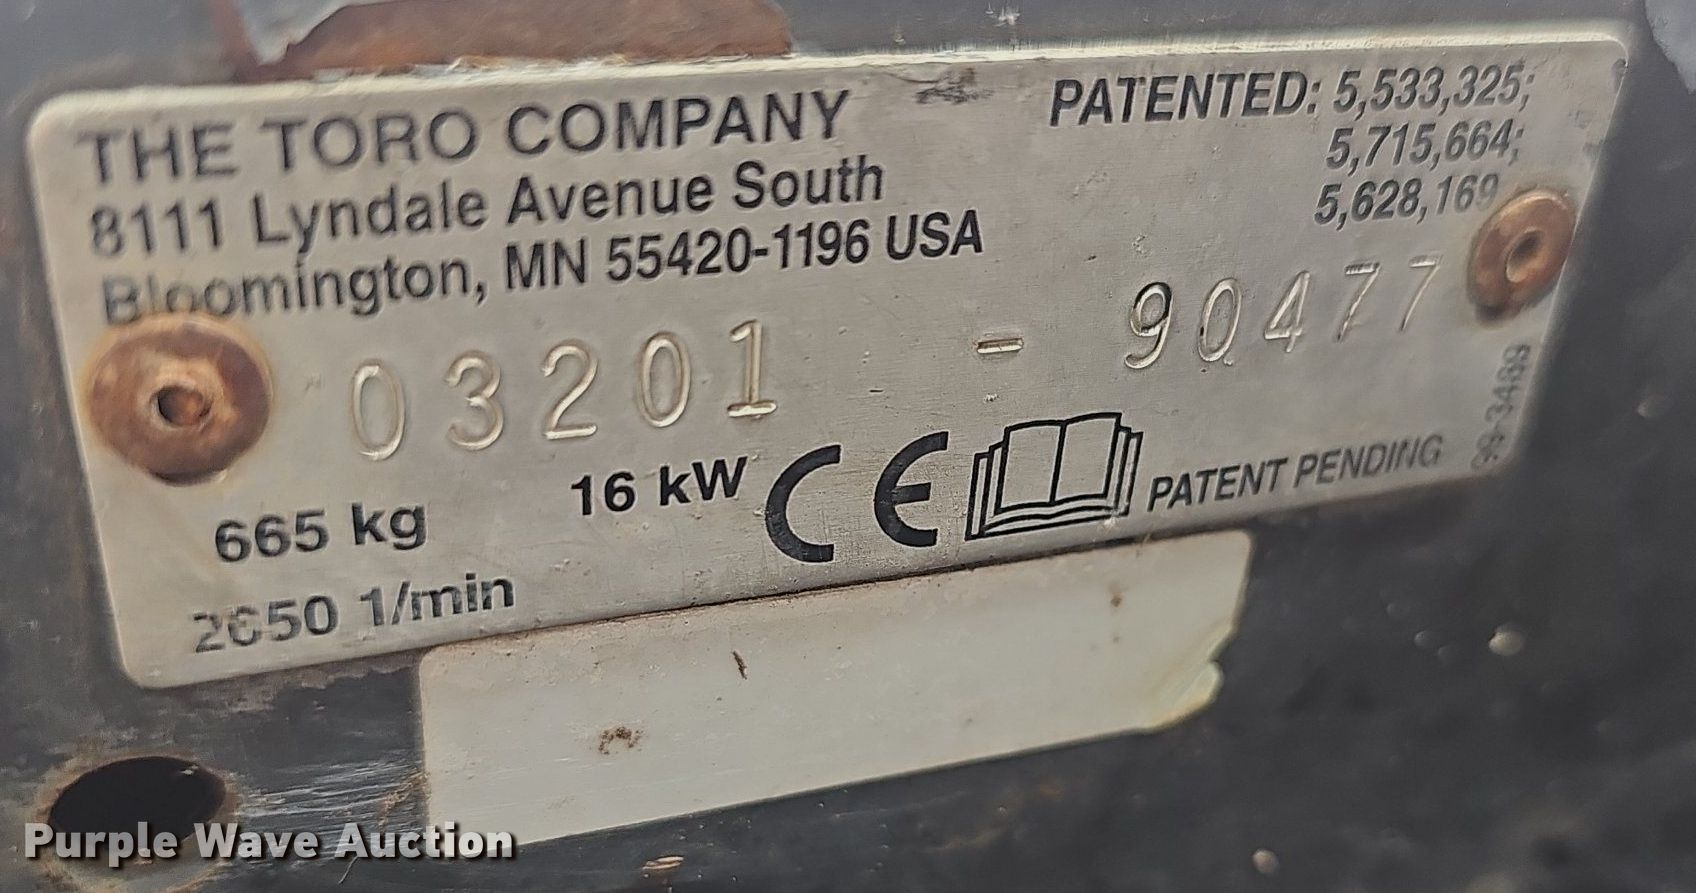 THE TORO COMPANY
8111 Lyndale Avenue South
Bloomington, MN 55420-1196 USA
PATENTED: 5,533,325;
5,715,664;
5,628,169
03201 - 90477
665 kg
16 kW
CE
PATENT PENDING
2650 1/min
Purple Wave Auction